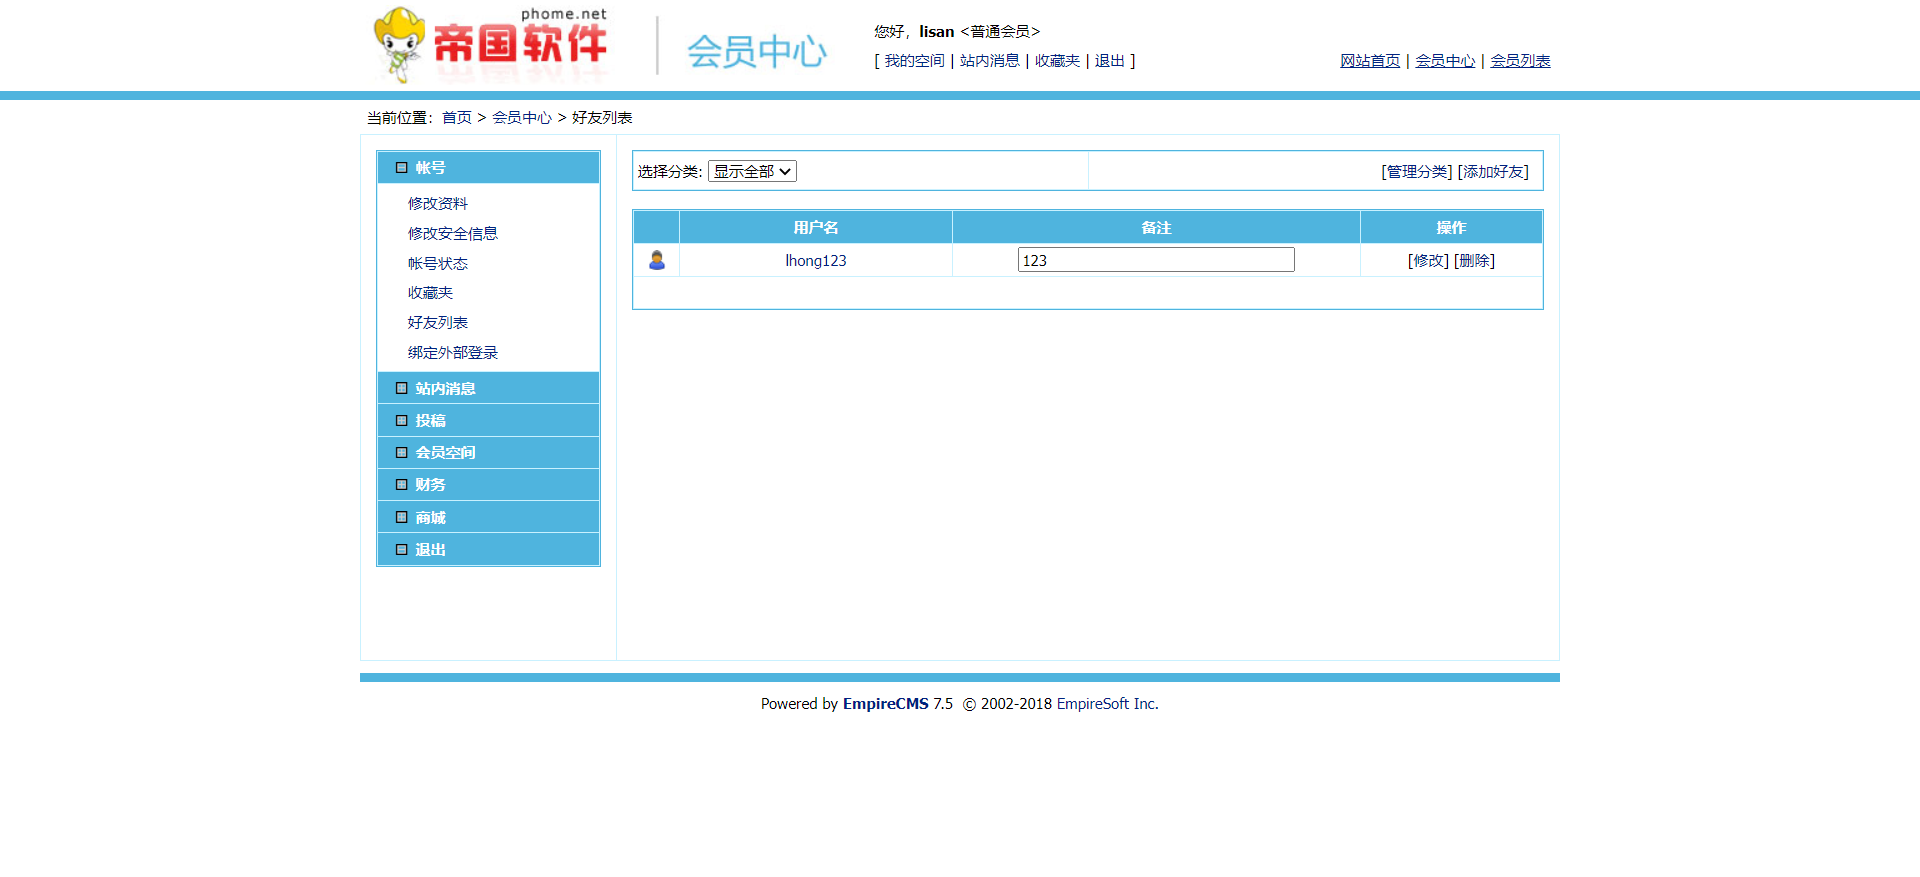 phome.net
帝国软件
会员中心
您好，lisan <普通会员>
[ 我的空间 | 站内消息 | 收藏夹 | 退出 ]
网站首页 | 会员中心 | 会员列表
当前位置：首页 > 会员中心 > 好友列表
帐号
修改资料
修改安全信息
帐号状态
收藏夹
好友列表
绑定外部登录
站内消息
投稿
会员空间
财务
商城
退出
选择分类: 显示全部
[管理分类] [添加好友]
用户名 备注 操作
lhong123 123 [修改] [删除]
Powered by EmpireCMS 7.5 © 2002-2018 EmpireSoft Inc.